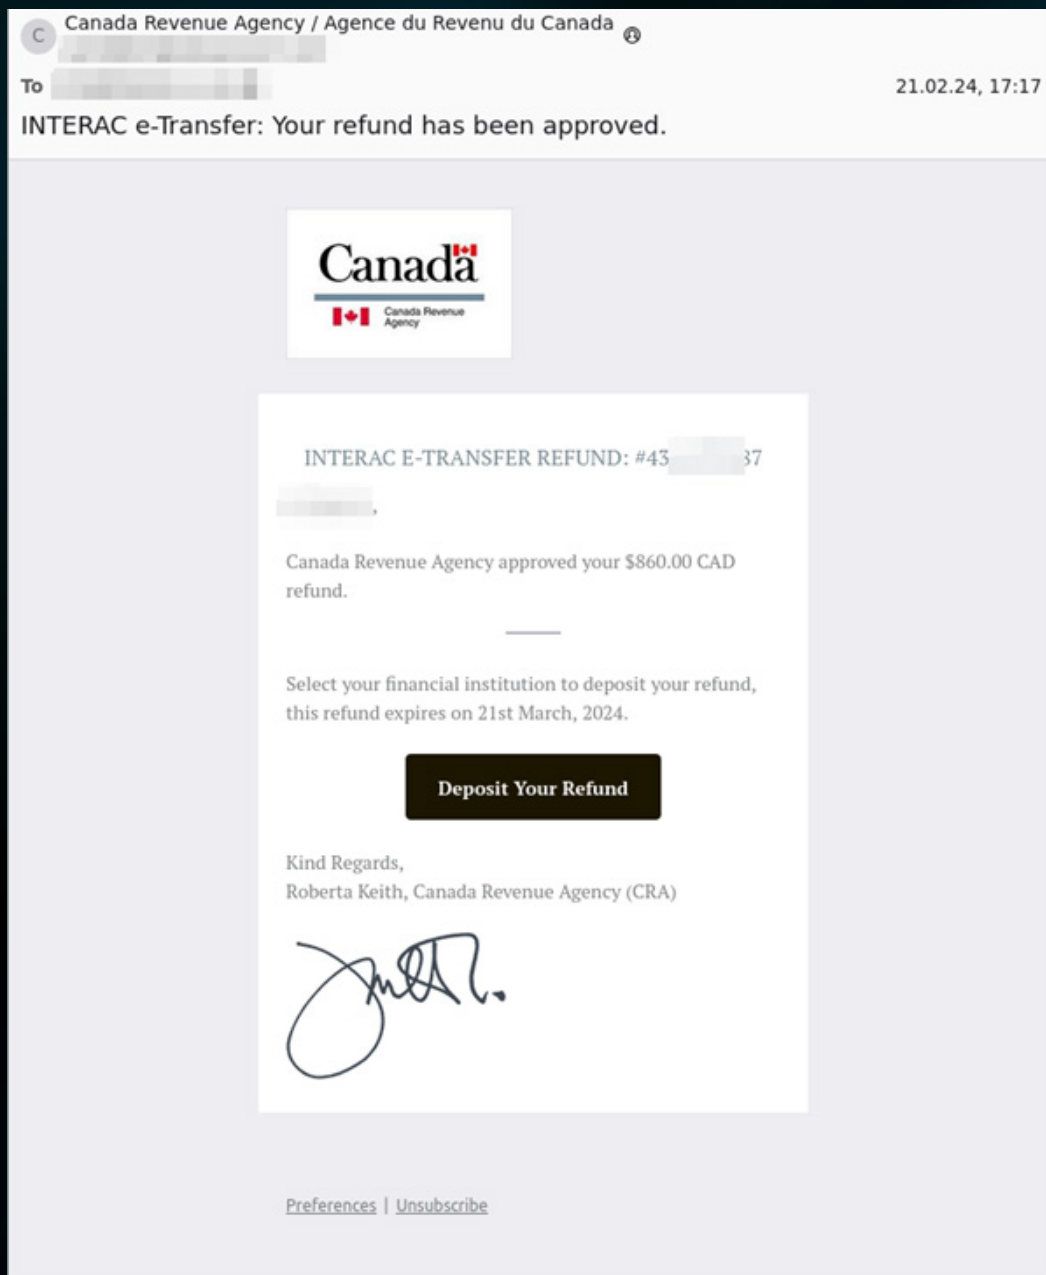 C
Canada Revenue Agency / Agence du Revenu du Canada
To
21.02.24, 17:17
INTERAC e-Transfer: Your refund has been approved.
Canada
Canada Revenue
Agency
INTERAC E-TRANSFER REFUND: #43 37
,
Canada Revenue Agency approved your $860.00 CAD
refund.
Select your financial institution to deposit your refund,
this refund expires on 21st March, 2024.
Deposit Your Refund
Kind Regards,
Roberta Keith, Canada Revenue Agency (CRA)
Preferences | Unsubscribe